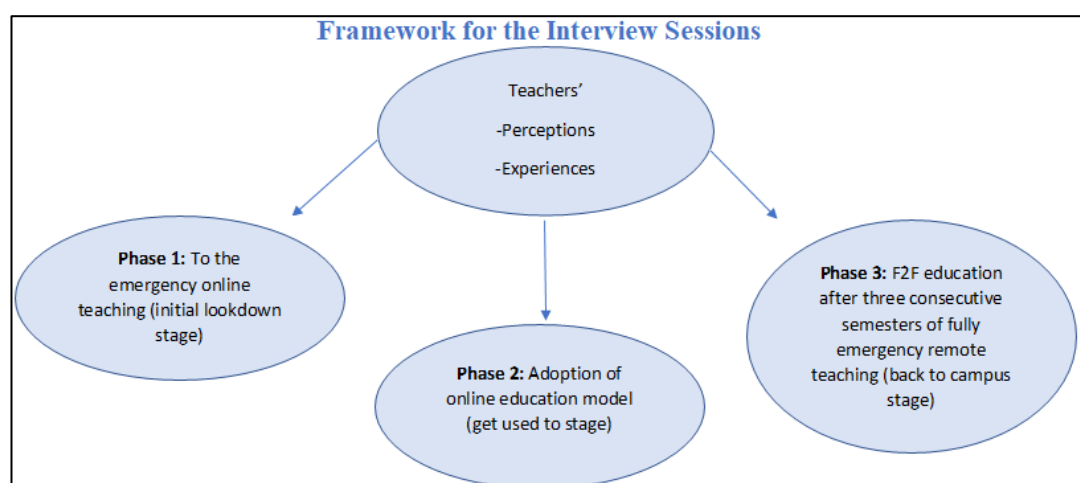 Framework for the Interview Sessions
Teachers’
-Perceptions
-Experiences
Phase 1: To the
emergency online
teaching (initial lookdown
stage)
Phase 2: Adoption of
online education model
(get used to stage)
Phase 3: F2F education
after three consecutive
semesters of fully
emergency remote
teaching (back to campus
stage)